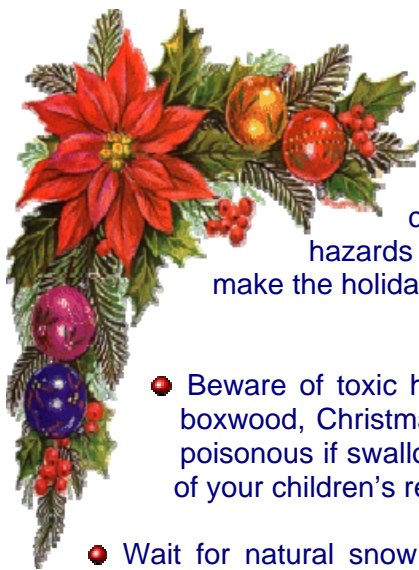 hazards
make the holida
Beware of toxic h
boxwood, Christma
poisonous if swallo
of your children's re
Wait for natural snow